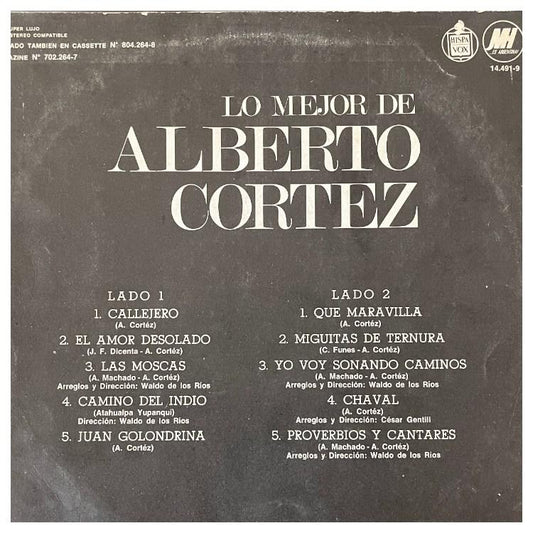 SUPER LUJO
STEREO COMPATIBLE
TAMBIEN EN CASSETTE Nº 804.264-8
Nº 702.264-7
HISPA
VOX
MH
14.491-9
LO MEJOR DE
ALBERTO
CORTEZ
LADO 1
1. CALLEJERO
(A. Cortéz)
2. EL AMOR DESOLADO
(J. F. Dicenta - A. Cortéz)
3. LAS MOSCAS
(A. Machado - A. Cortéz)
Arreglos y Dirección: Waldo de los Ríos
4. CAMINO DEL INDIO
(Atahualpa Yupanqui)
Dirección: Waldo de los Ríos
5. JUAN GOLONDRINA
(A. Cortéz)
LADO 2
1. QUE MARAVILLA
(A. Cortéz)
2. MIGUITAS DE TERNURA
(C. Funes - A. Cortéz)
3. YO VOY SONANDO CAMINOS
(A. Machado - A. Cortéz)
Arreglos y Dirección: Waldo de los Ríos
4. CHAVAL
(A. Cortéz)
Arreglos y Dirección: César Gentili
5. PROVERBIOS Y CANTARES
(A. Machado - A. Cortéz)
Arreglos y Dirección: Waldo de los Ríos